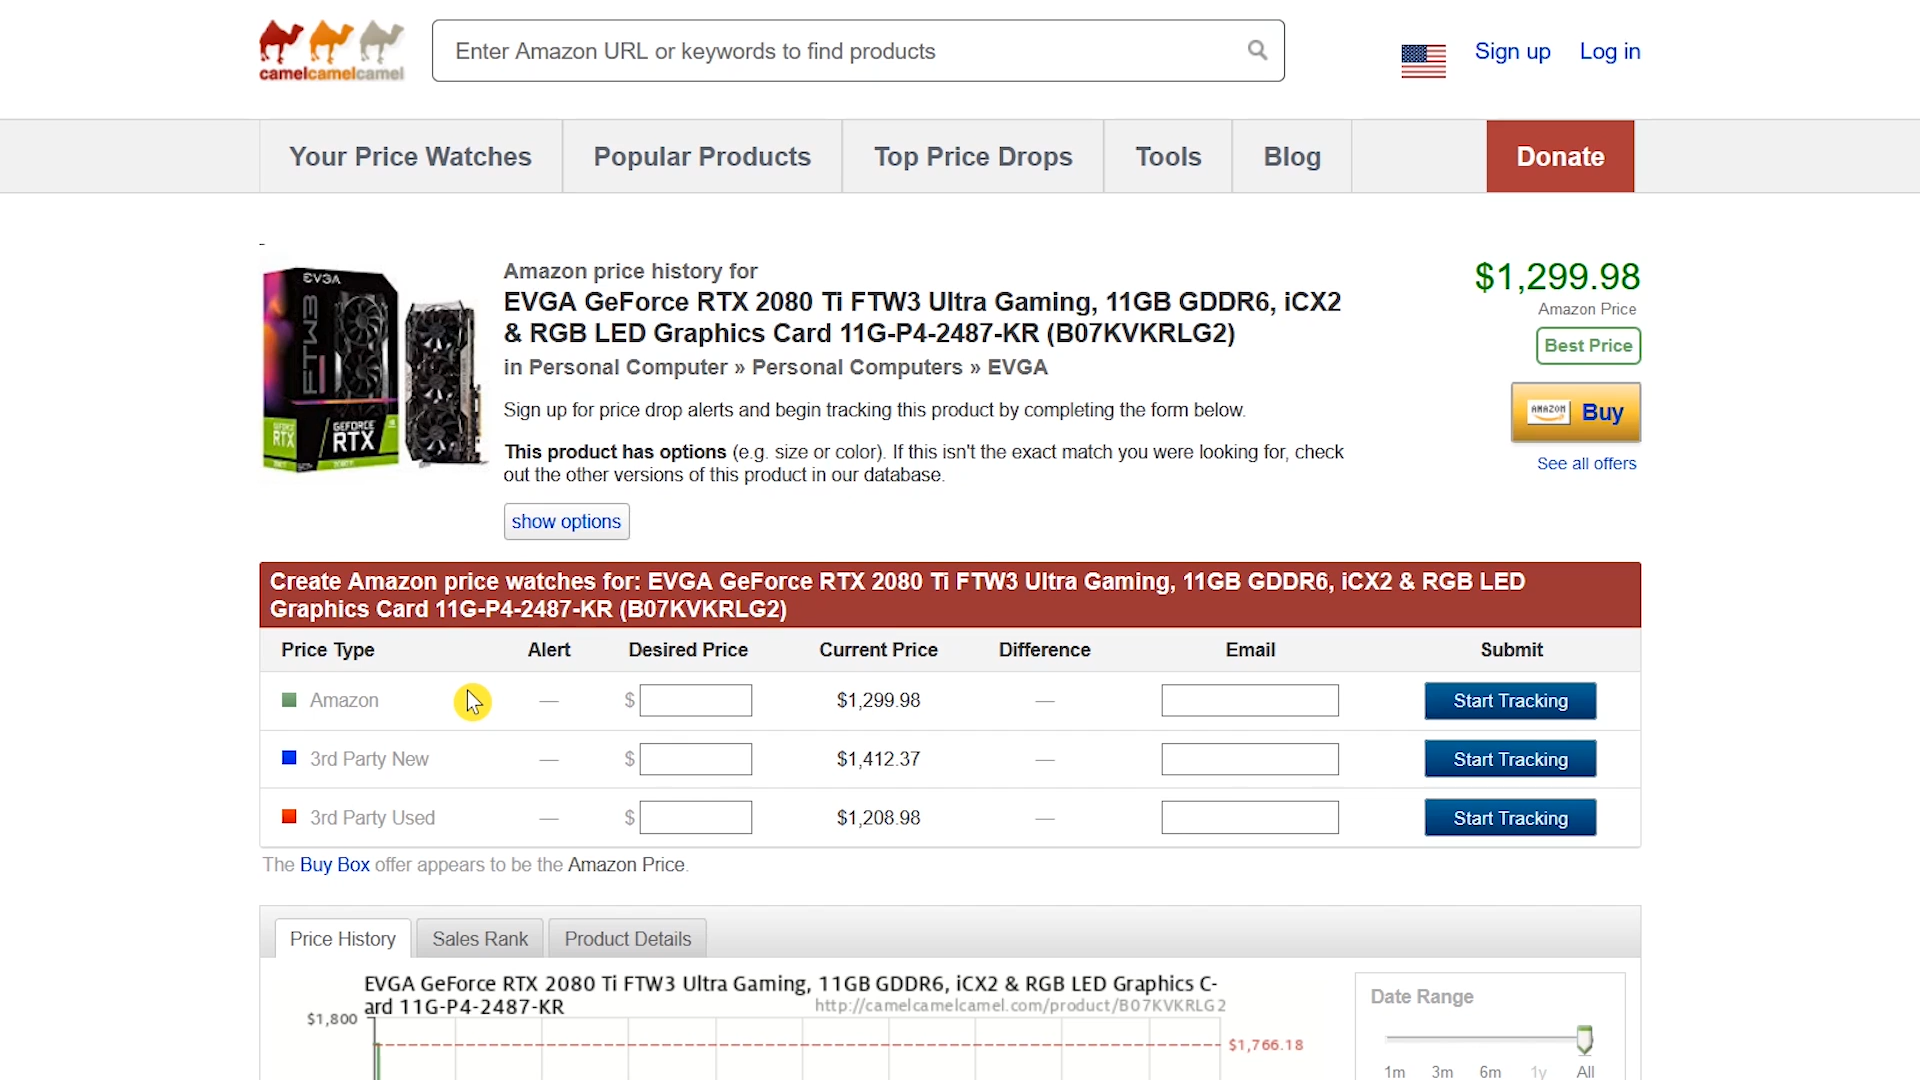 camelcamelcamel
Enter Amazon URL or keywords to find products
Sign up
Log in
Your Price Watches
Popular Products
Top Price Drops
Tools
Blog
Donate
EVGA
FTW3
GEFORCE
RTX
GEFORCE
RTX
Amazon price history for
EVGA GeForce RTX 2080 Ti FTW3 Ultra Gaming, 11GB GDDR6, iCX2
& RGB LED Graphics Card 11G-P4-2487-KR (B07KVKRLG2)
in Personal Computer » Personal Computers » EVGA
Sign up for price drop alerts and begin tracking this product by completing the form below.
This product has options (e.g. size or color). If this isn't the exact match you were looking for, check
out the other versions of this product in our database.
show options
$1,299.98
Amazon Price
Best Price
AMAZON Buy
See all offers
Create Amazon price watches for: EVGA GeForce RTX 2080 Ti FTW3 Ultra Gaming, 11GB GDDR6, iCX2 & RGB LED
Graphics Card 11G-P4-2487-KR (B07KVKRLG2)
Price Type Alert Desired Price Current Price Difference Email Submit
Amazon — $ $1,299.98 — Start Tracking
3rd Party New — $ $1,412.37 — Start Tracking
3rd Party Used — $ $1,208.98 — Start Tracking
The Buy Box offer appears to be the Amazon Price.
Price History
Sales Rank
Product Details
EVGA GeForce RTX 2080 Ti FTW3 Ultra Gaming, 11GB GDDR6, iCX2 & RGB LED Graphics C-
ard 11G-P4-2487-KR
http://camelcamelcamel.com/product/B07KVKRLG2
$1,800
$1,766.18
Date Range
1m 3m 6m 1y All